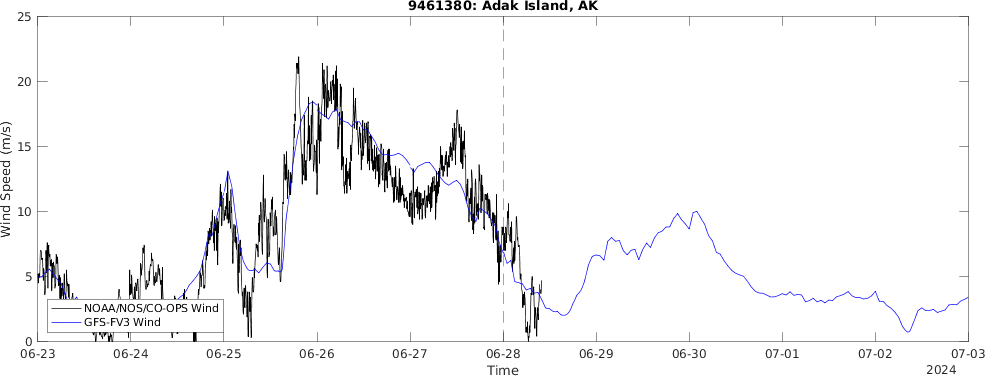 9461380: Adak Island, AK
25
20
15
10
5
0
Wind Speed (m/s)
NOAA/NOS/CO-OPS Wind
GFS-FV3 Wind
06-23 06-24 06-25 06-26 06-27 06-28 06-29 06-30 07-01 07-02 07-03
Time
2024